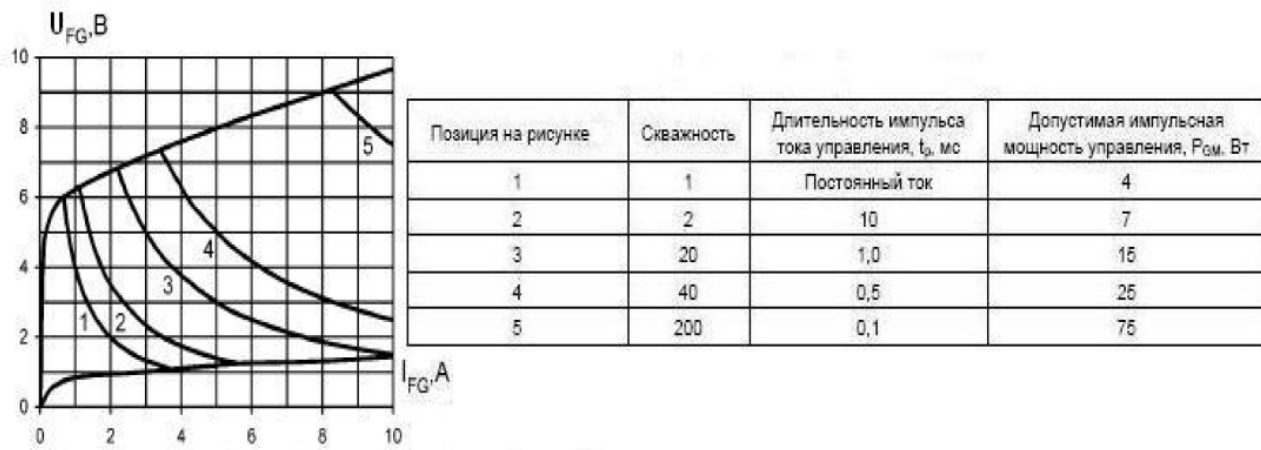 U_FG,В
10
8
6
4
2
0
0 2 4 6 8 10
I_FG,А
1
2
3
4
5
Позиция на рисунке Скважность Длительность импульса тока управления, tр, мс Допустимая импульсная мощность управления, P_GM, Вт
1 1 Постоянный ток 4
2 2 10 7
3 20 1,0 15
4 40 0,5 25
5 200 0,1 75